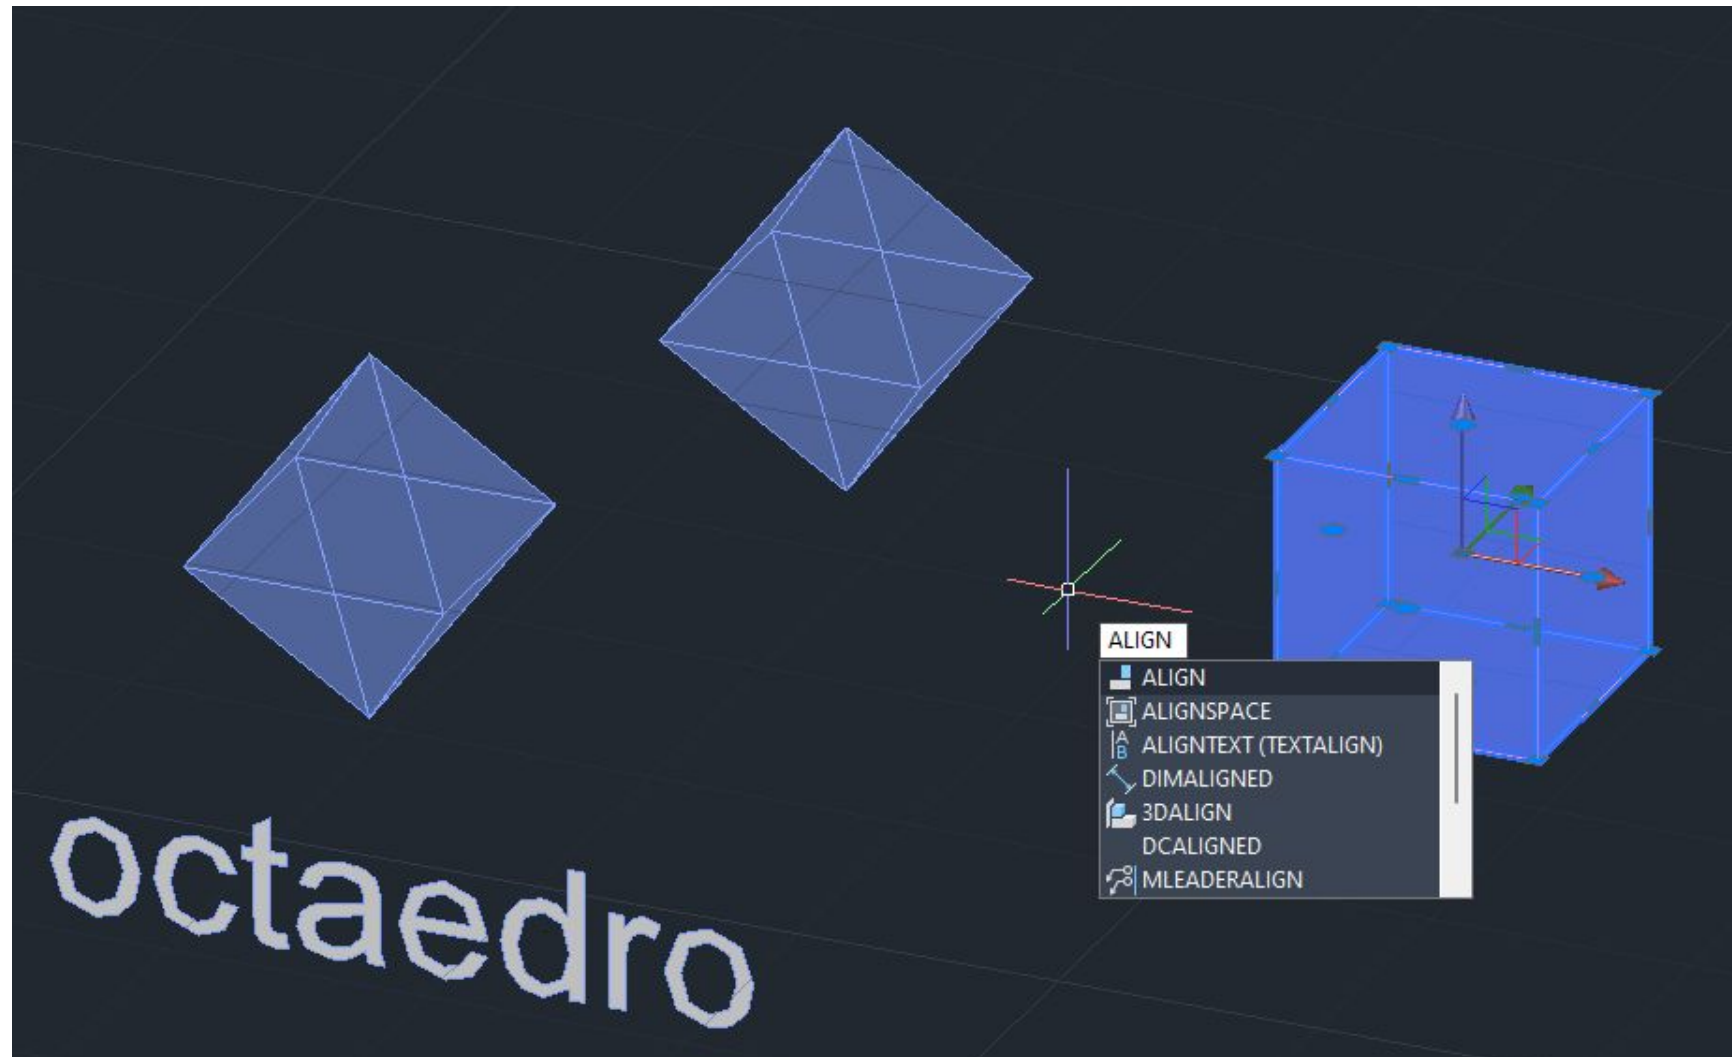 ALIGN
ALIGN
ALIGNSPACE
A
B
ALIGNTEXT (TEXTALIGN)
DIMALIGNED
3DALIGN
DCALIGNED
MLEADERALIGN
octaedro